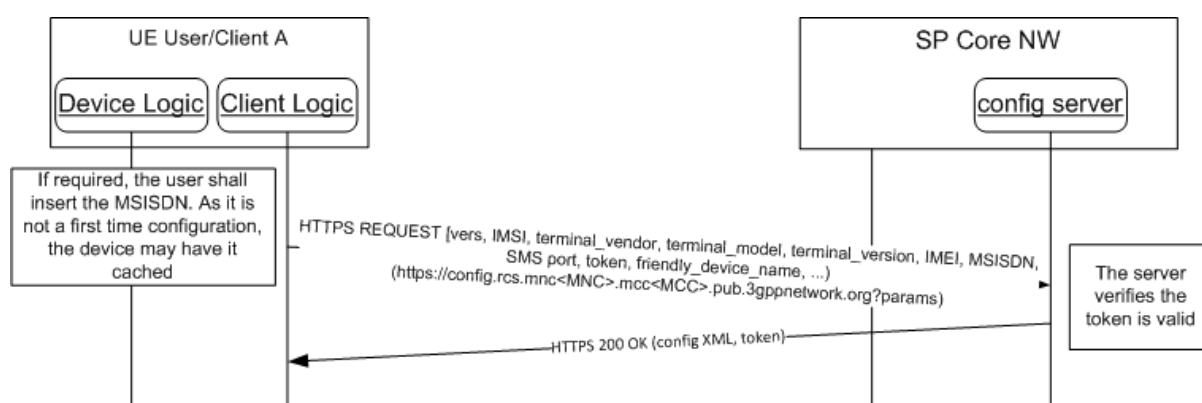 UE User/Client A
SP Core NW
Device Logic
Client Logic
config server
If required, the user shall
insert the MSISDN. As it is
not a first time configuration,
the device may have it
cached
HTTPS REQUEST [vers, IMSI, terminal_vendor, terminal_model, terminal_version, IMEI, MSISDN,
SMS port, token, friendly_device_name, ...)
(https://config.rcs.mnc<MNC>.mcc<MCC>.pub.3gppnetwork.org?params)
The server
verifies the
token is valid
HTTPS 200 OK (config XML, token)